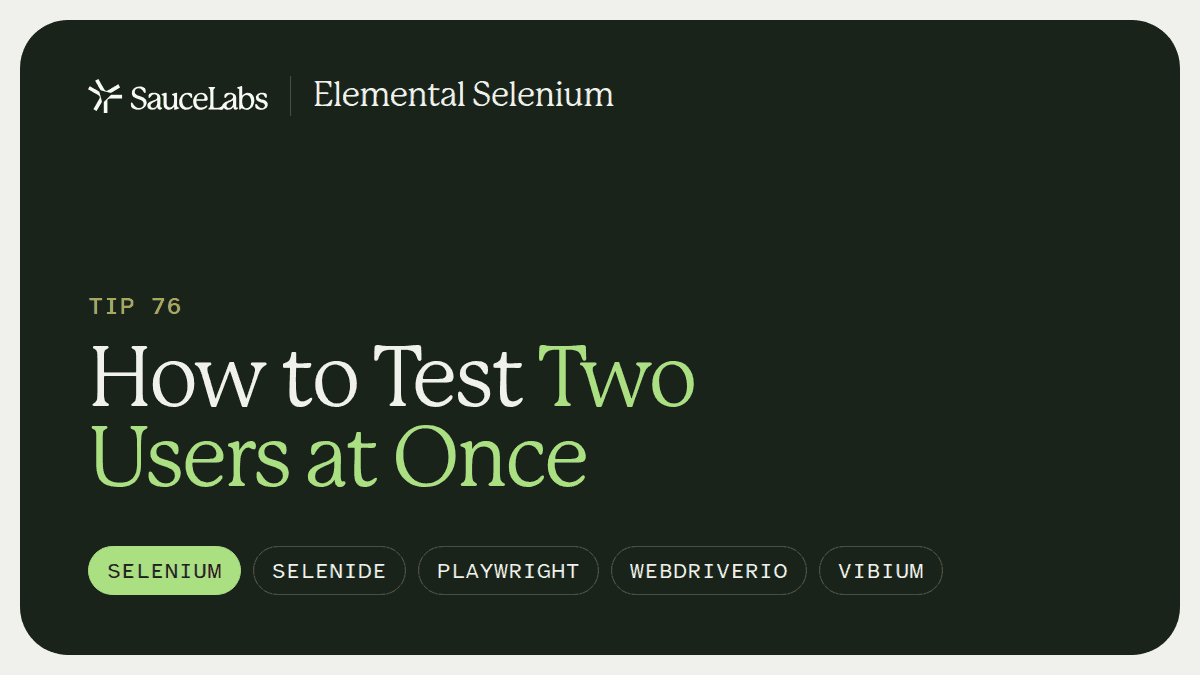 SauceLabs Elemental Selenium
TIP 76
How to Test Two
Users at Once
SELENIUM SELENIDE PLAYWRIGHT WEBDRIVERIO VIBIUM